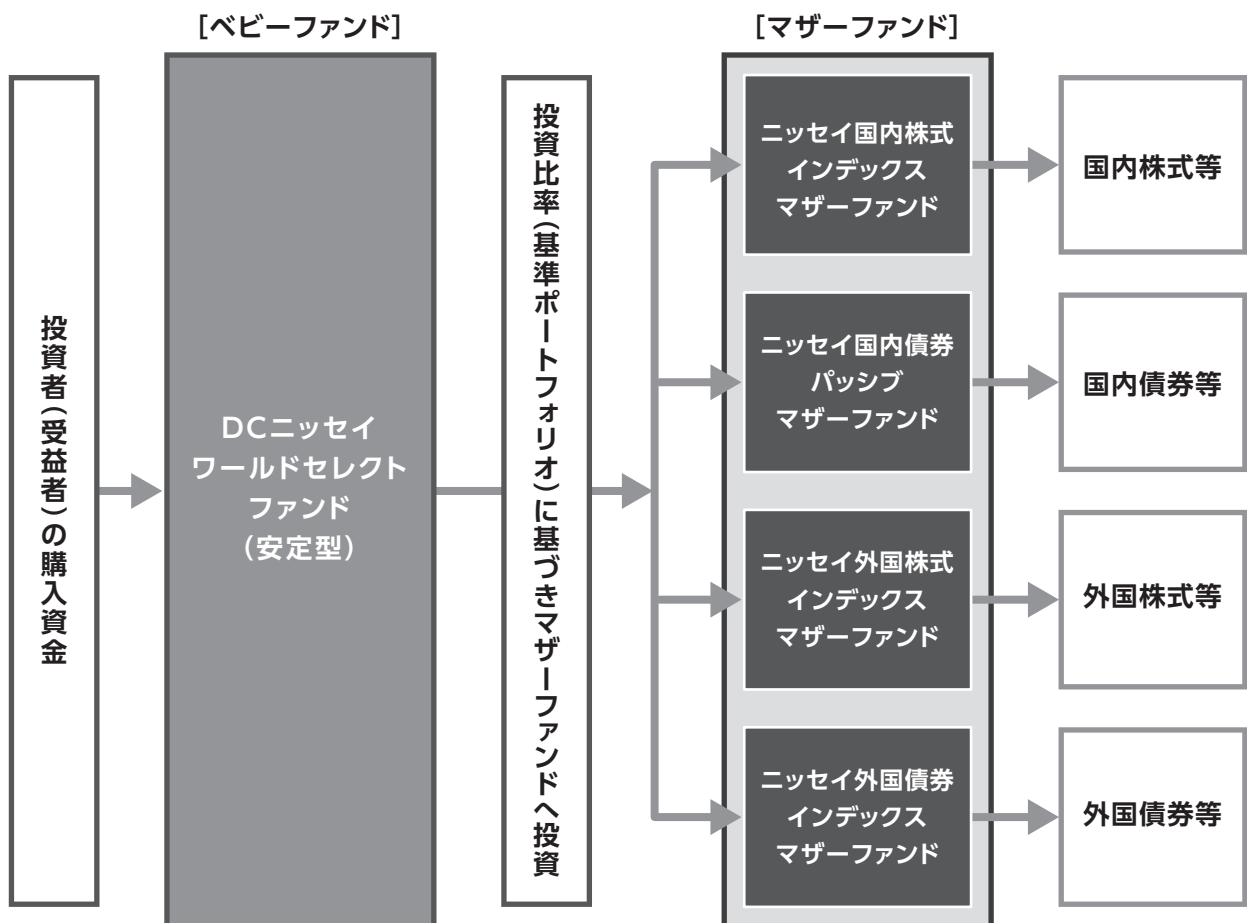 ［ベビーファンド］
［マザーファンド］
投資者（受益者）の購入資金
DCニッセイ
ワールドセレクト
ファンド
（安定型）
投資比率（基準ポートフォリオ）に基づきマザーファンドへ投資
ニッセイ国内株式
インデックス
マザーファンド
国内株式等
ニッセイ国内債券
パッシブ
マザーファンド
国内債券等
ニッセイ外国株式
インデックス
マザーファンド
外国株式等
ニッセイ外国債券
インデックス
マザーファンド
外国債券等